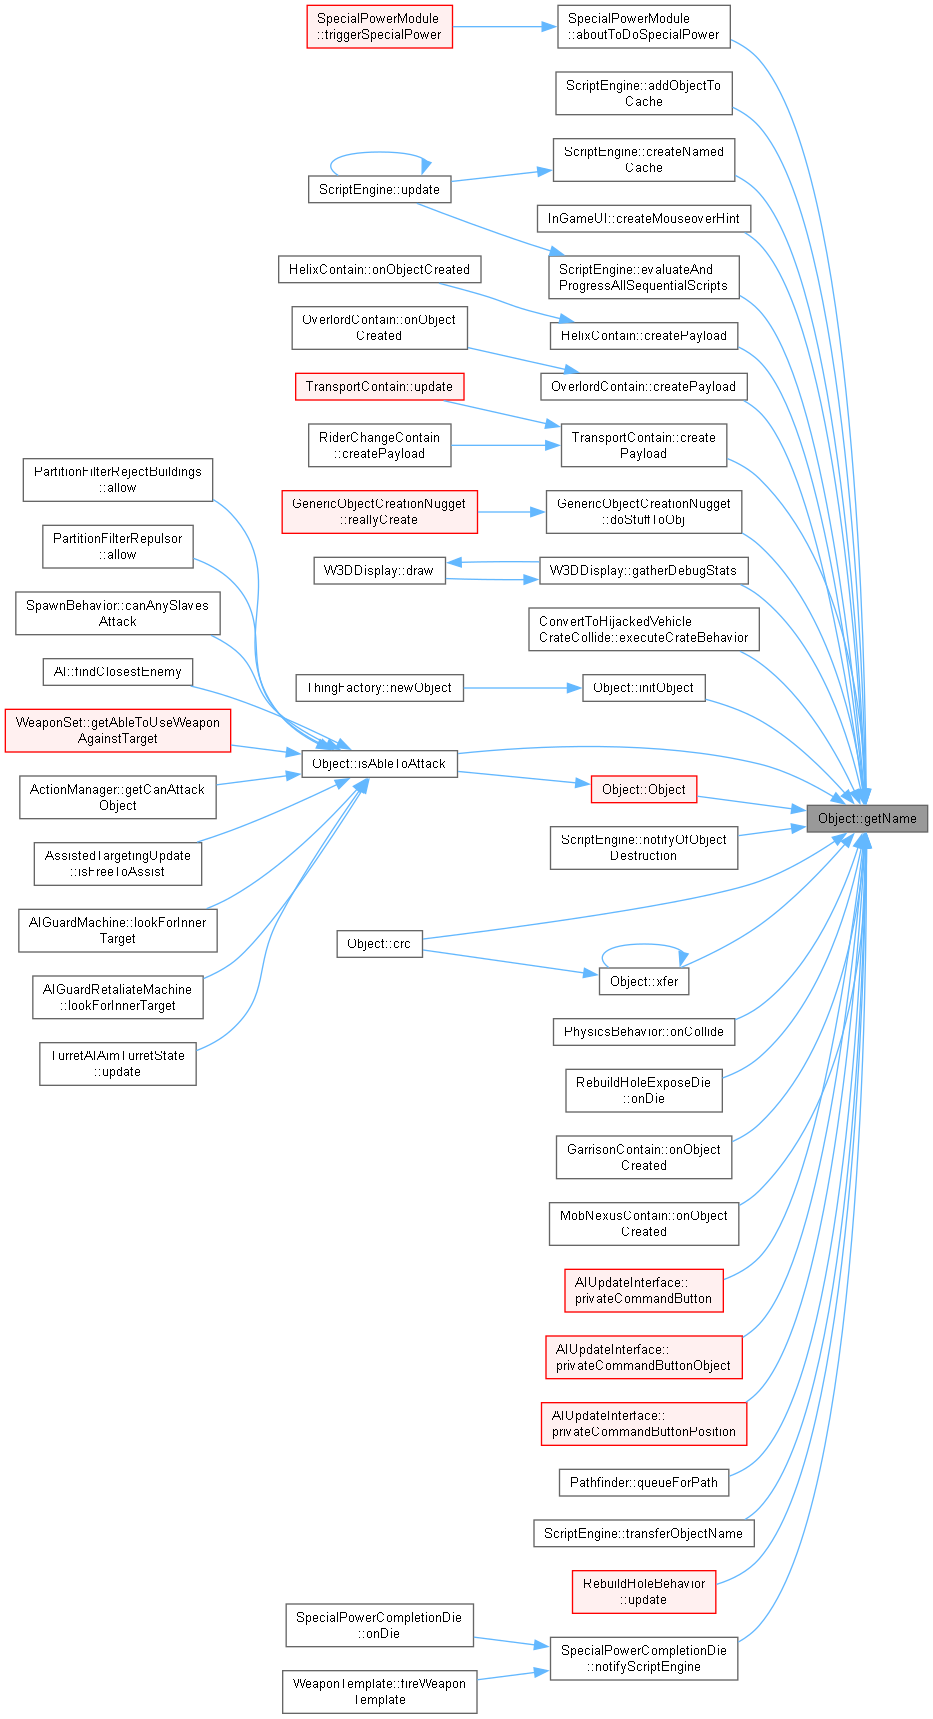 SpecialPowerModule
::triggerSpecialPower
SpecialPowerModule
::aboutToDoSpecialPower
ScriptEngine::addObjectTo
Cache
ScriptEngine::createNamed
Cache
ScriptEngine::update
InGameUI::createMouseoverHint
HelixContain::onObjectCreated
ScriptEngine::evaluateAnd
ProgressAllSequentialScripts
OverlordContain::onObject
Created
HelixContain::createPayload
TransportContain::update
OverlordContain::createPayload
RiderChangeContain
::createPayload
TransportContain::create
Payload
PartitionFilterRejectBuildings
::allow
GenericObjectCreationNugget
::reallyCreate
GenericObjectCreationNugget
::doStuffToObj
PartitionFilterRepulsor
::allow
W3DDisplay::draw
W3DDisplay::gatherDebugStats
SpawnBehavior::canAnySlaves
Attack
ConvertToHijackedVehicle
CrateCollide::executeCrateBehavior
AI::findClosestEnemy
ThingFactory::newObject
Object::initObject
WeaponSet::getAbleToUseWeapon
AgainstTarget
Object::isAbleToAttack
ActionManager::getCanAttack
Object
Object::Object
Object::getName
AssistedTargetingUpdate
::isFreeToAssist
ScriptEngine::notifyOfObject
Destruction
AIGuardMachine::lookForInner
Target
Object::crc
AIGuardRetaliateMachine
::lookForInnerTarget
Object::xfer
TurretAIAimTurretState
::update
PhysicsBehavior::onCollide
RebuildHoleExposeDie
::onDie
GarrisonContain::onObject
Created
MobNexusContain::onObject
Created
AIUpdateInterface::
privateCommandButton
AIUpdateInterface::
privateCommandButtonObject
AIUpdateInterface::
privateCommandButtonPosition
Pathfinder::queueForPath
ScriptEngine::transferObjectName
RebuildHoleBehavior
::update
SpecialPowerCompletionDie
::onDie
SpecialPowerCompletionDie
::notifyScriptEngine
WeaponTemplate::fireWeapon
Template